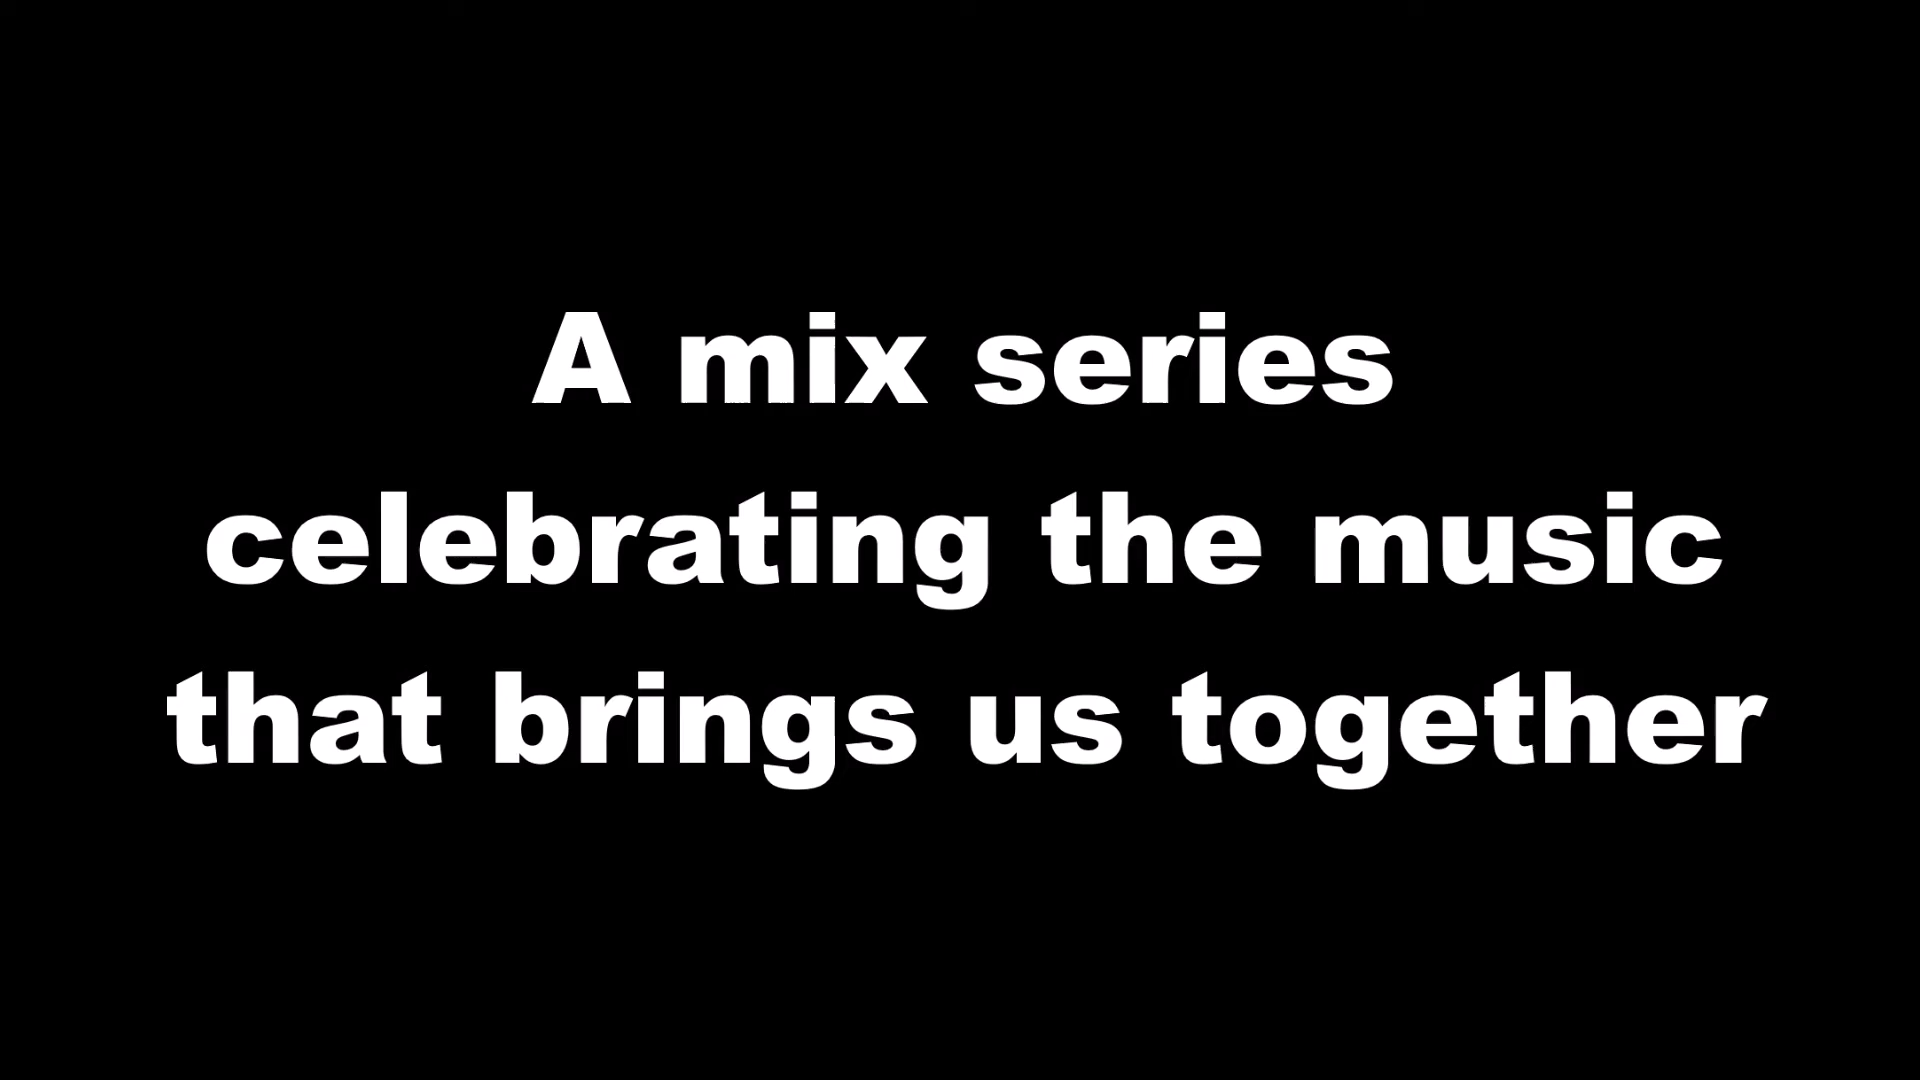 A mix series
celebrating the music
that brings us together